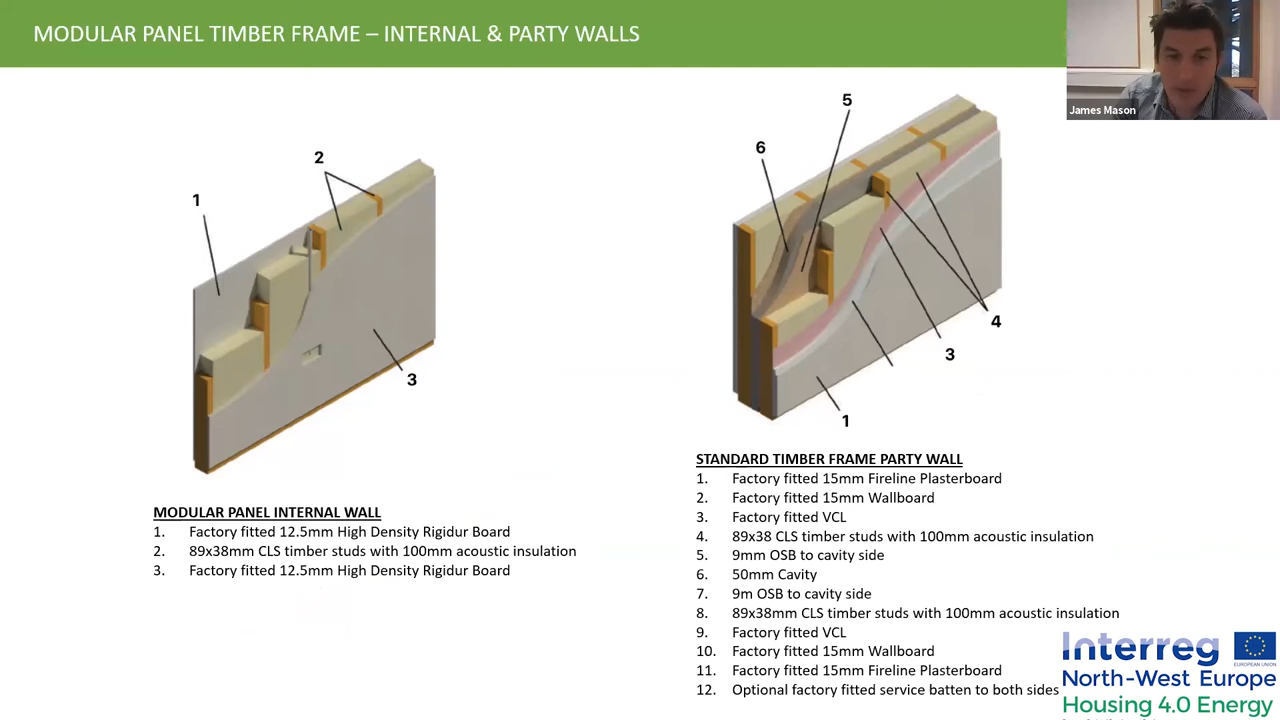 MODULAR PANEL TIMBER FRAME – INTERNAL & PARTY WALLS
James Mason
1
2
3
5
6
4
3
1
MODULAR PANEL INTERNAL WALL
1. Factory fitted 12.5mm High Density Rigidur Board
2. 89x38mm CLS timber studs with 100mm acoustic insulation
3. Factory fitted 12.5mm High Density Rigidur Board
STANDARD TIMBER FRAME PARTY WALL
1. Factory fitted 15mm Fireline Plasterboard
2. Factory fitted 15mm Wallboard
3. Factory fitted VCL
4. 89x38 CLS timber studs with 100mm acoustic insulation
5. 9mm OSB to cavity side
6. 50mm Cavity
7. 9m OSB to cavity side
8. 89x38mm CLS timber studs with 100mm acoustic insulation
9. Factory fitted VCL
10. Factory fitted 15mm Wallboard
11. Factory fitted 15mm Fireline Plasterboard
12. Optional factory fitted service batten to both sides
Interreg
EUROPEAN UNION
North-West Europe
Housing 4.0 Energy